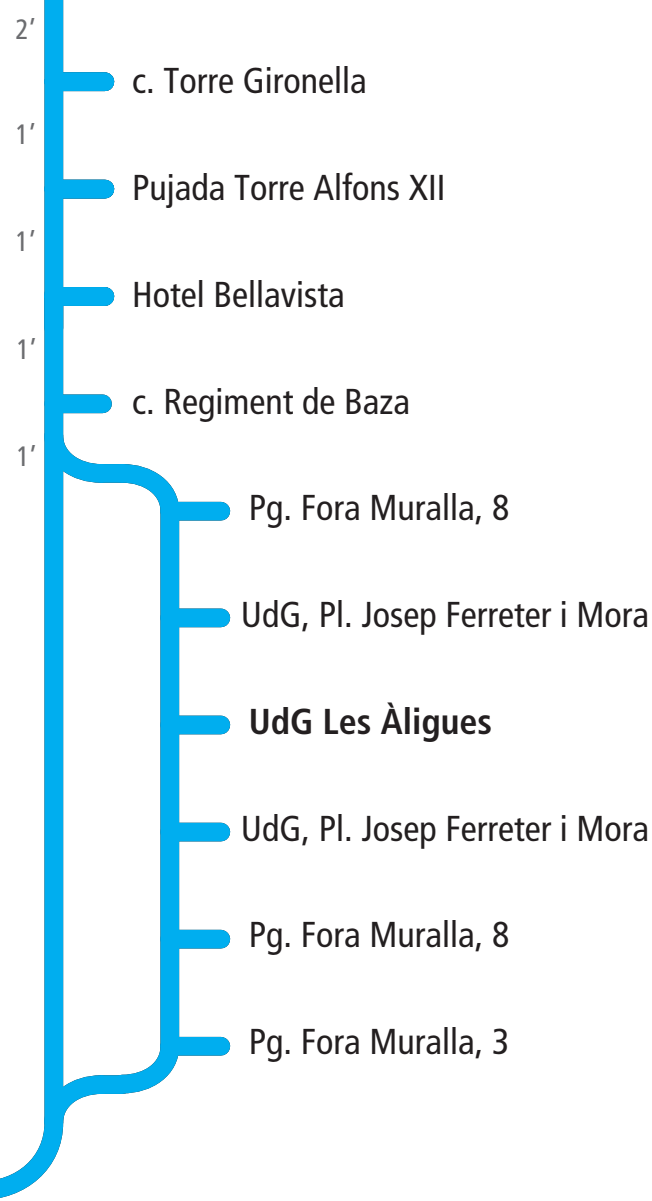 2’
c. Torre Gironella
1’
Pujada Torre Alfons XII
1’
Hotel Bellavista
1’
c. Regiment de Baza
1’
Pg. Fora Muralla, 8
UdG, Pl. Josep Ferreter i Mora
UdG Les Àligues
UdG, Pl. Josep Ferreter i Mora
Pg. Fora Muralla, 8
Pg. Fora Muralla, 3